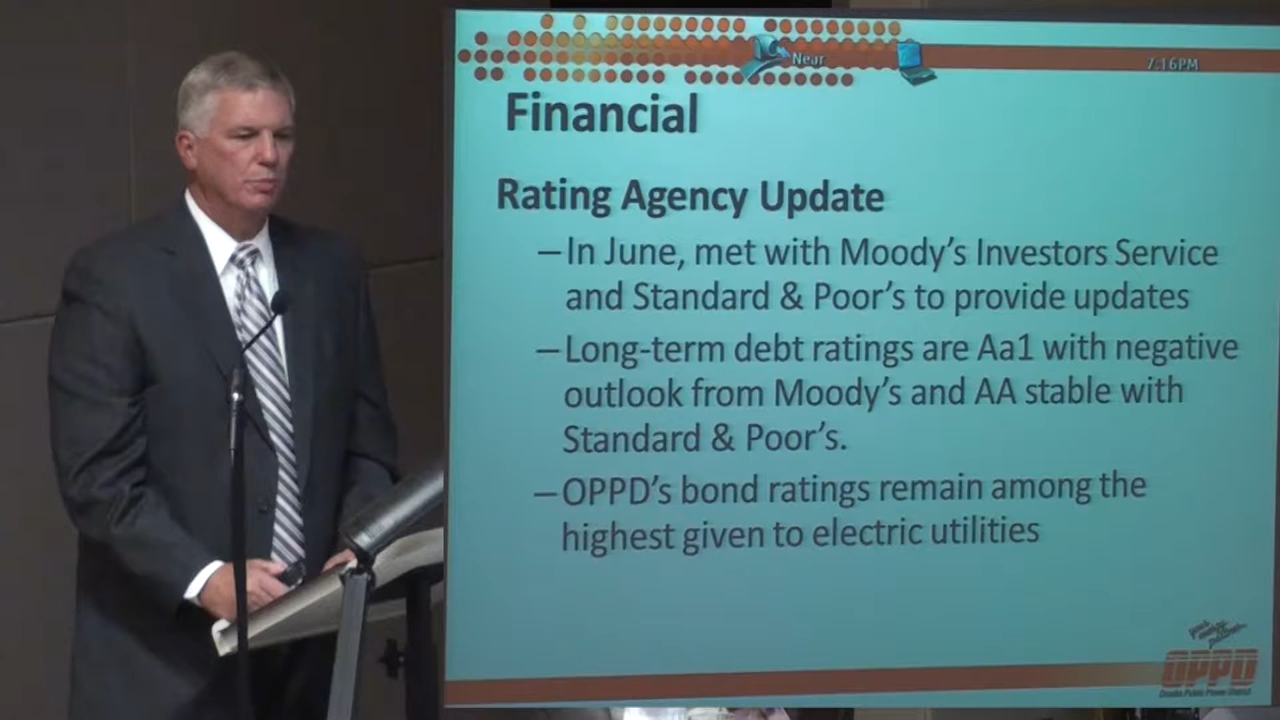 Near
7:16PM
Financial
Rating Agency Update
–In June, met with Moody's Investors Service
and Standard & Poor's to provide updates
–Long-term debt ratings are Aa1 with negative
outlook from Moody's and AA stable with
Standard & Poor's.
–OPPD's bond ratings remain among the
highest given to electric utilities
OPPD
Omaha Public Power District